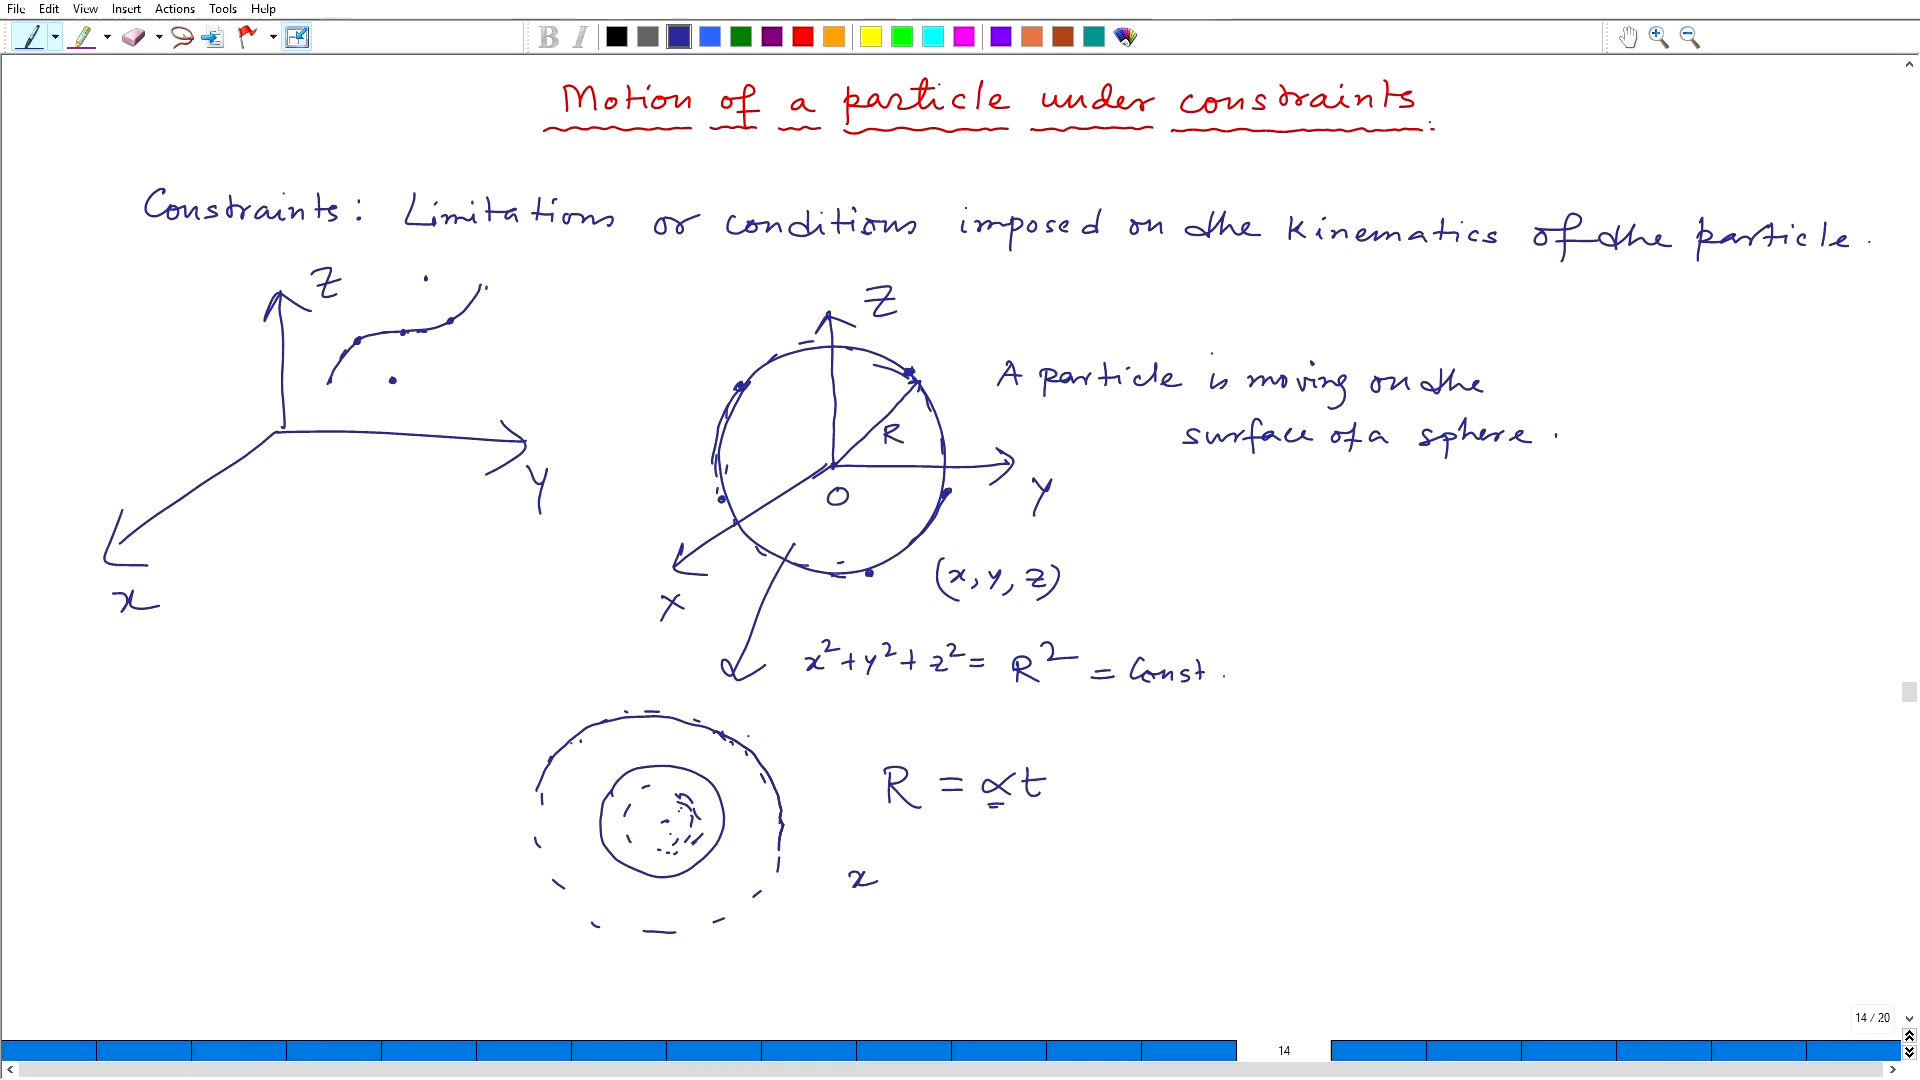 File Edit View Insert Actions Tools Help
B I
Motion of a particle under constraints.
Constraints: Limitations or conditions imposed on the kinematics of the particle.
Z
Y
x
Z
R
O
Y
X
A particle is moving on the
surface of a sphere.
(x, y, z)
x² + y² + z² = R² = Const.
R = αt
x
14 / 20
14